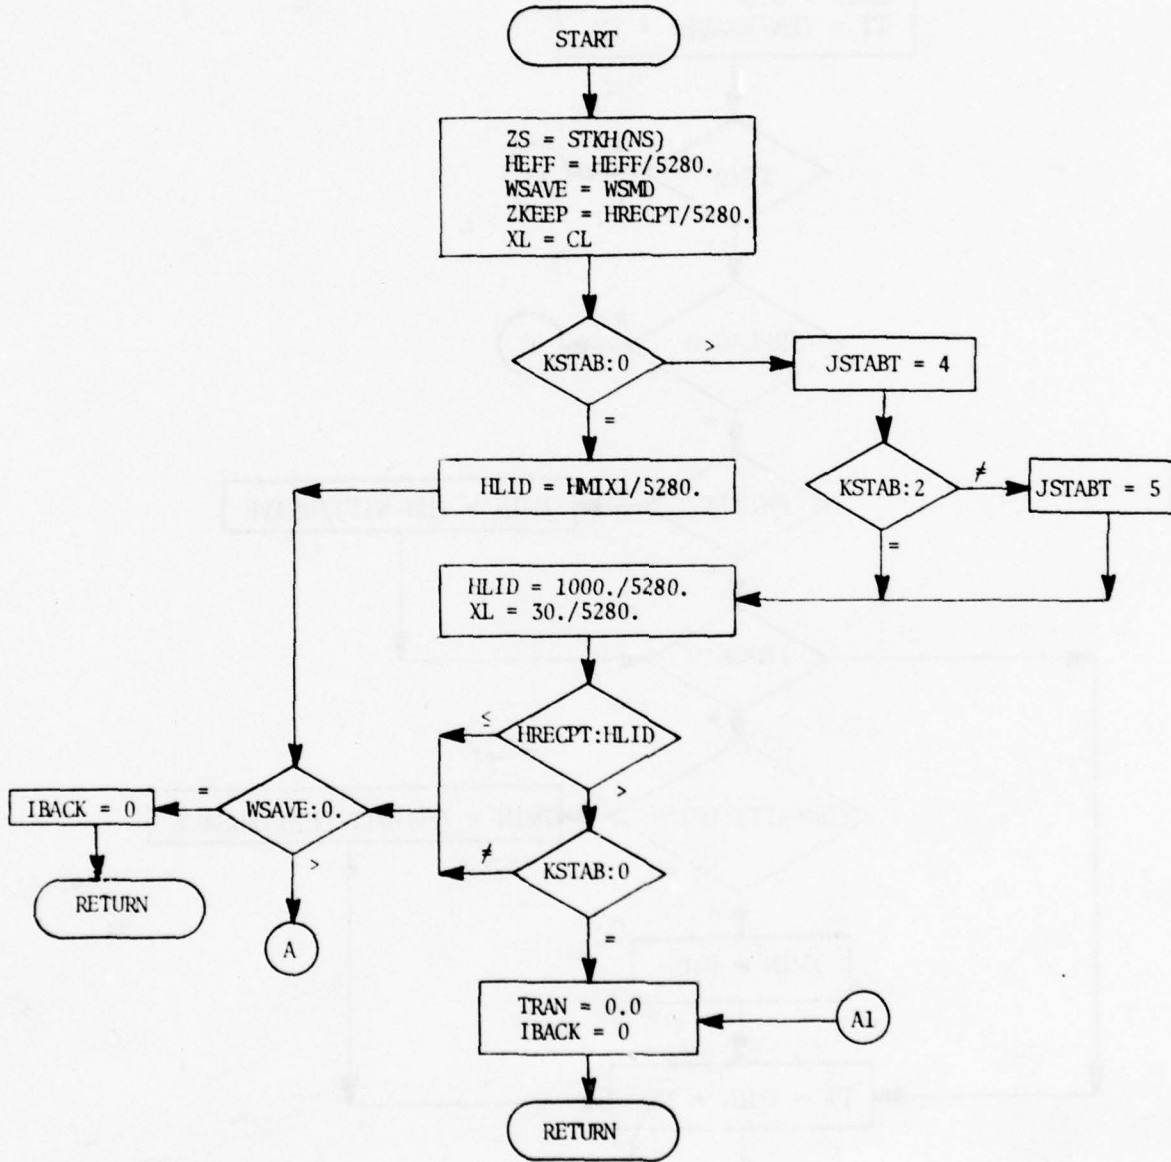 START
ZS = STKH(NS)
HEFF = HEFF/5280.
WSAVE = WSMD
ZKEEP = HRECPT/5280.
XL = CL
KSTAB:0
>
JSTABT = 4
=
HLID = HMIX1/5280.
KSTAB:2
≠
JSTABT = 5
=
HLID = 1000./5280.
XL = 30./5280.
≤
HRECPT:HLID
>
IBACK = 0
=
WSAVE:0.
>
≠
KSTAB:0
RETURN
A
=
TRAN = 0.0
IBACK = 0
A1
RETURN